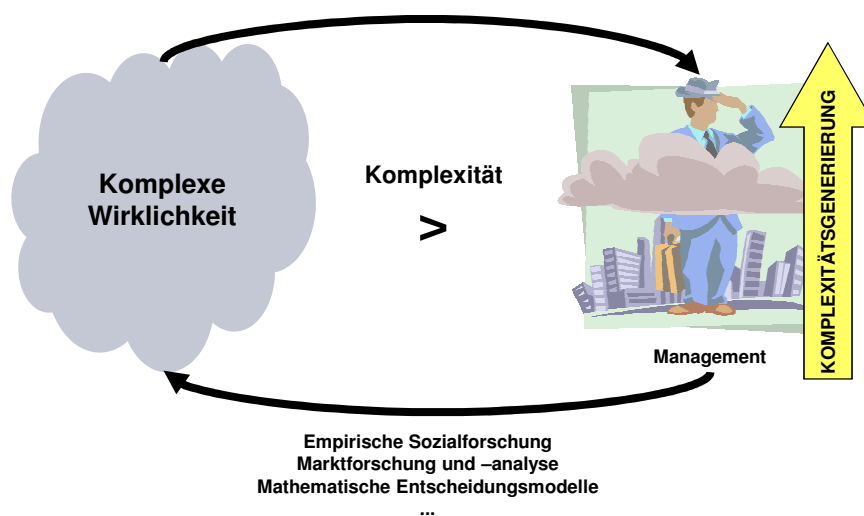 Komplexe
Wirklichkeit
Komplexität
>
KOMPLEXITÄTSGENERIERUNG
Management
Empirische Sozialforschung
Marktforschung und –analyse
Mathematische Entscheidungsmodelle
...